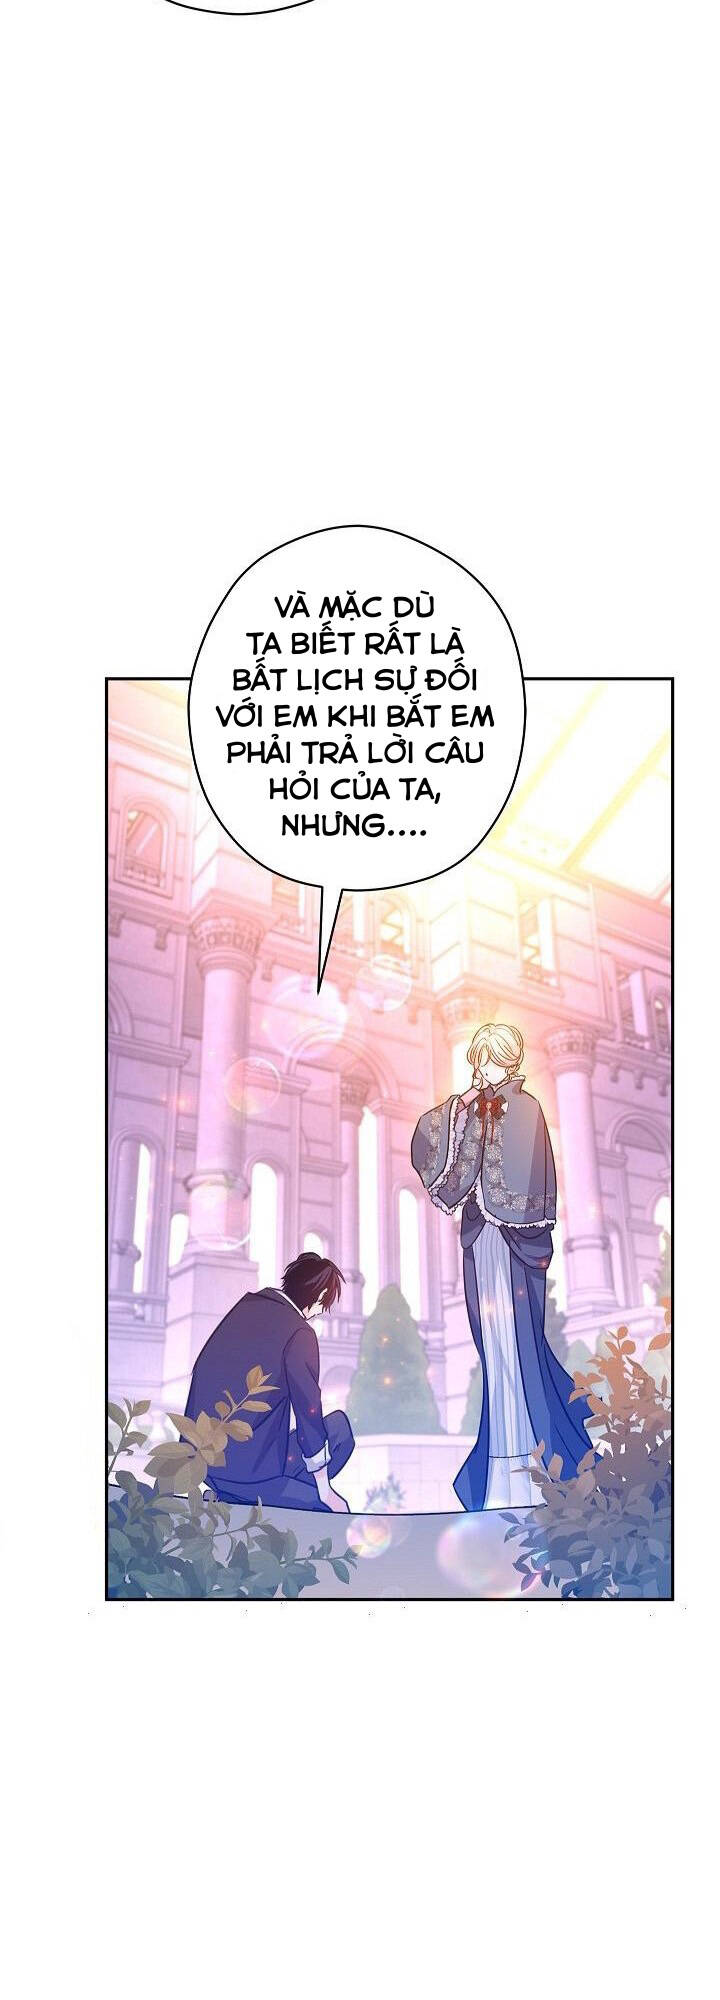 VÀ MẶC DÙ
TA BIẾT RẤT LÀ
BẤT LỊCH SỰ ĐỐI
VỚI EM KHI BẮT EM
PHẢI TRẢ LỜI CÂU
HỎI CỦA TA,
NHƯNG....